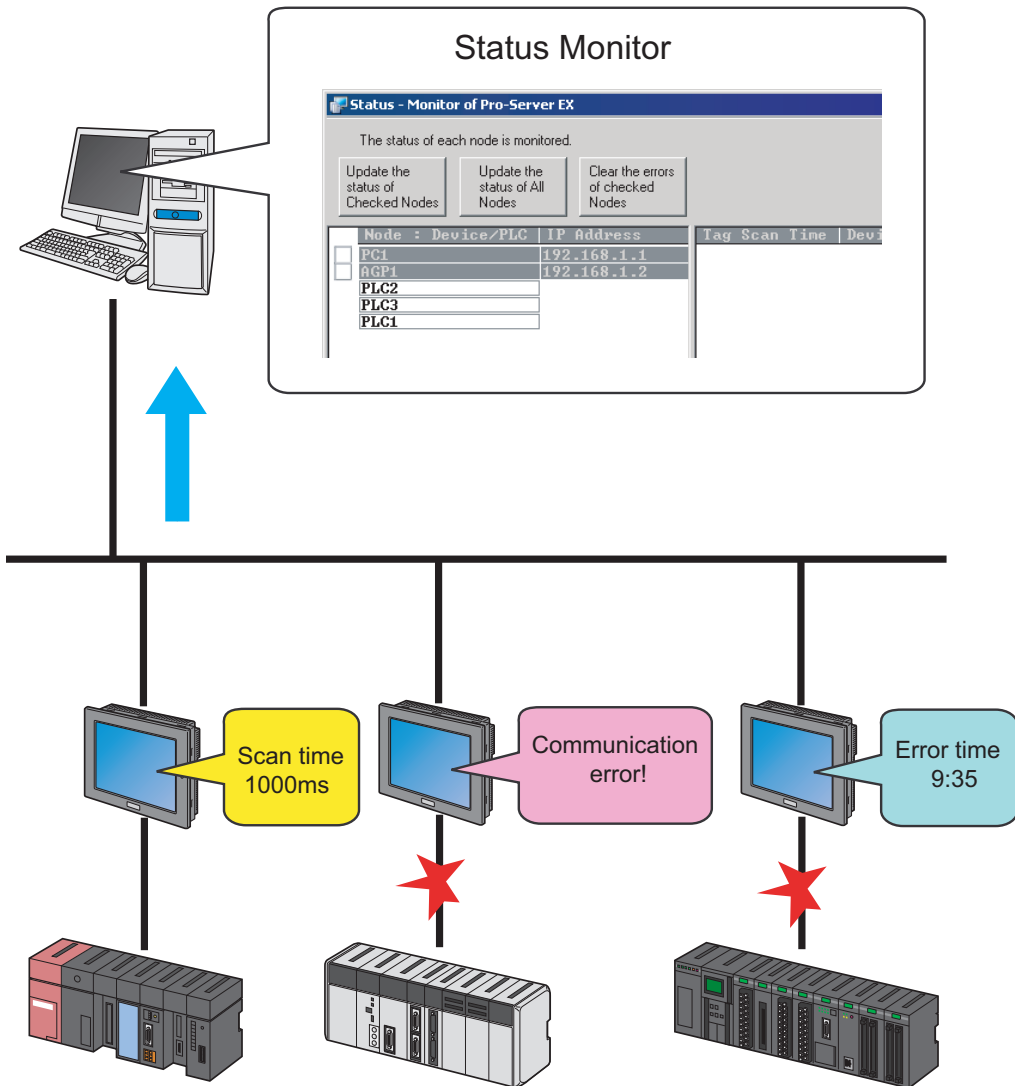 Status Monitor
Status - Monitor of Pro-Server EX
The status of each node is monitored.
Update the
status of
Checked Nodes
Update the
status of All
Nodes
Clear the errors
of checked
Nodes
Node : Device/PLC IP Address Tag Scan Time Devi
PC1 192.168.1.1
AGP1 192.168.1.2
PLC2
PLC3
PLC1
Scan time
1000ms
Communication
error!
Error time
9:35